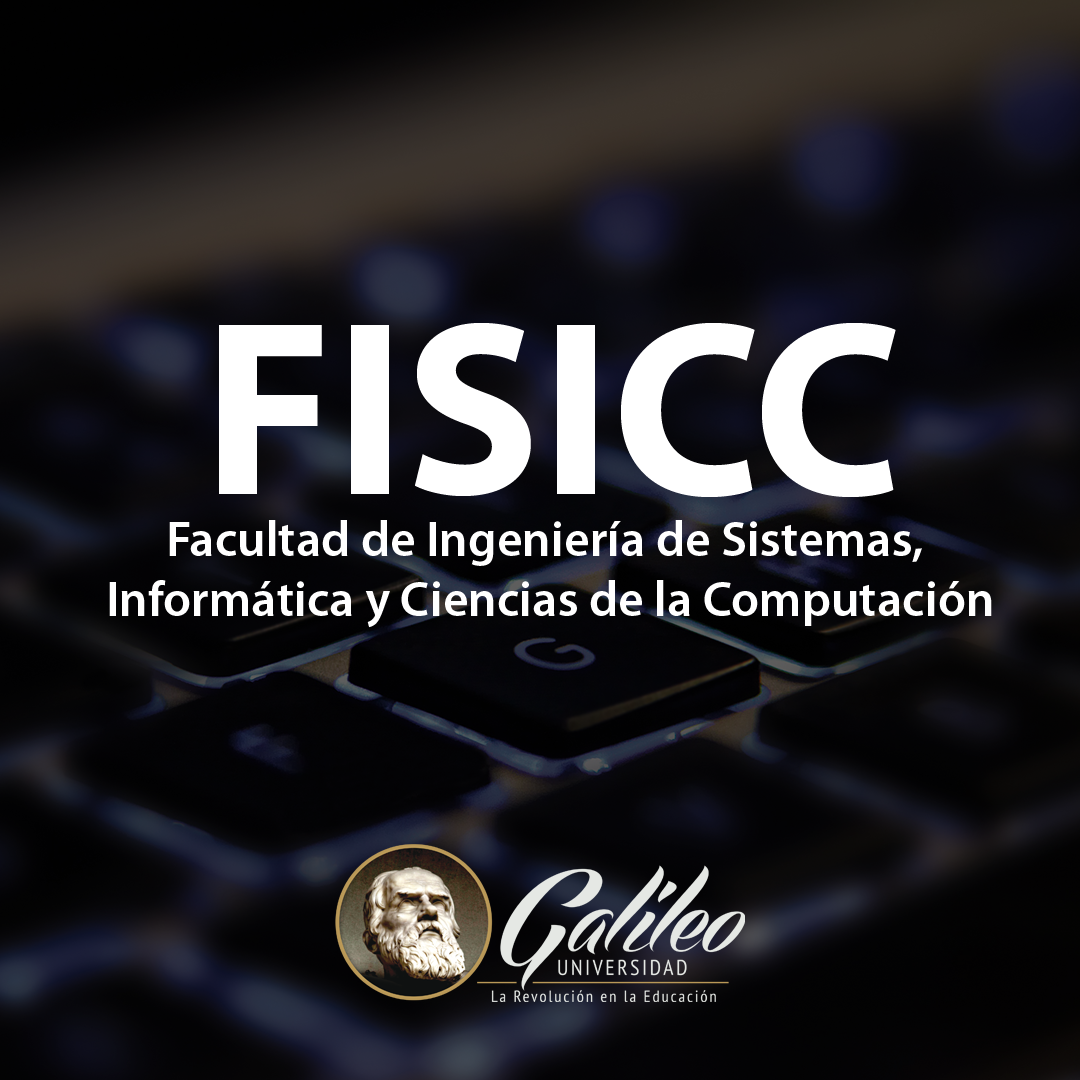 FISICC
Facultad de Ingeniería de Sistemas,
Informática y Ciencias de la Computación
G
Galileo
UNIVERSIDAD
La Revolución en la Educación